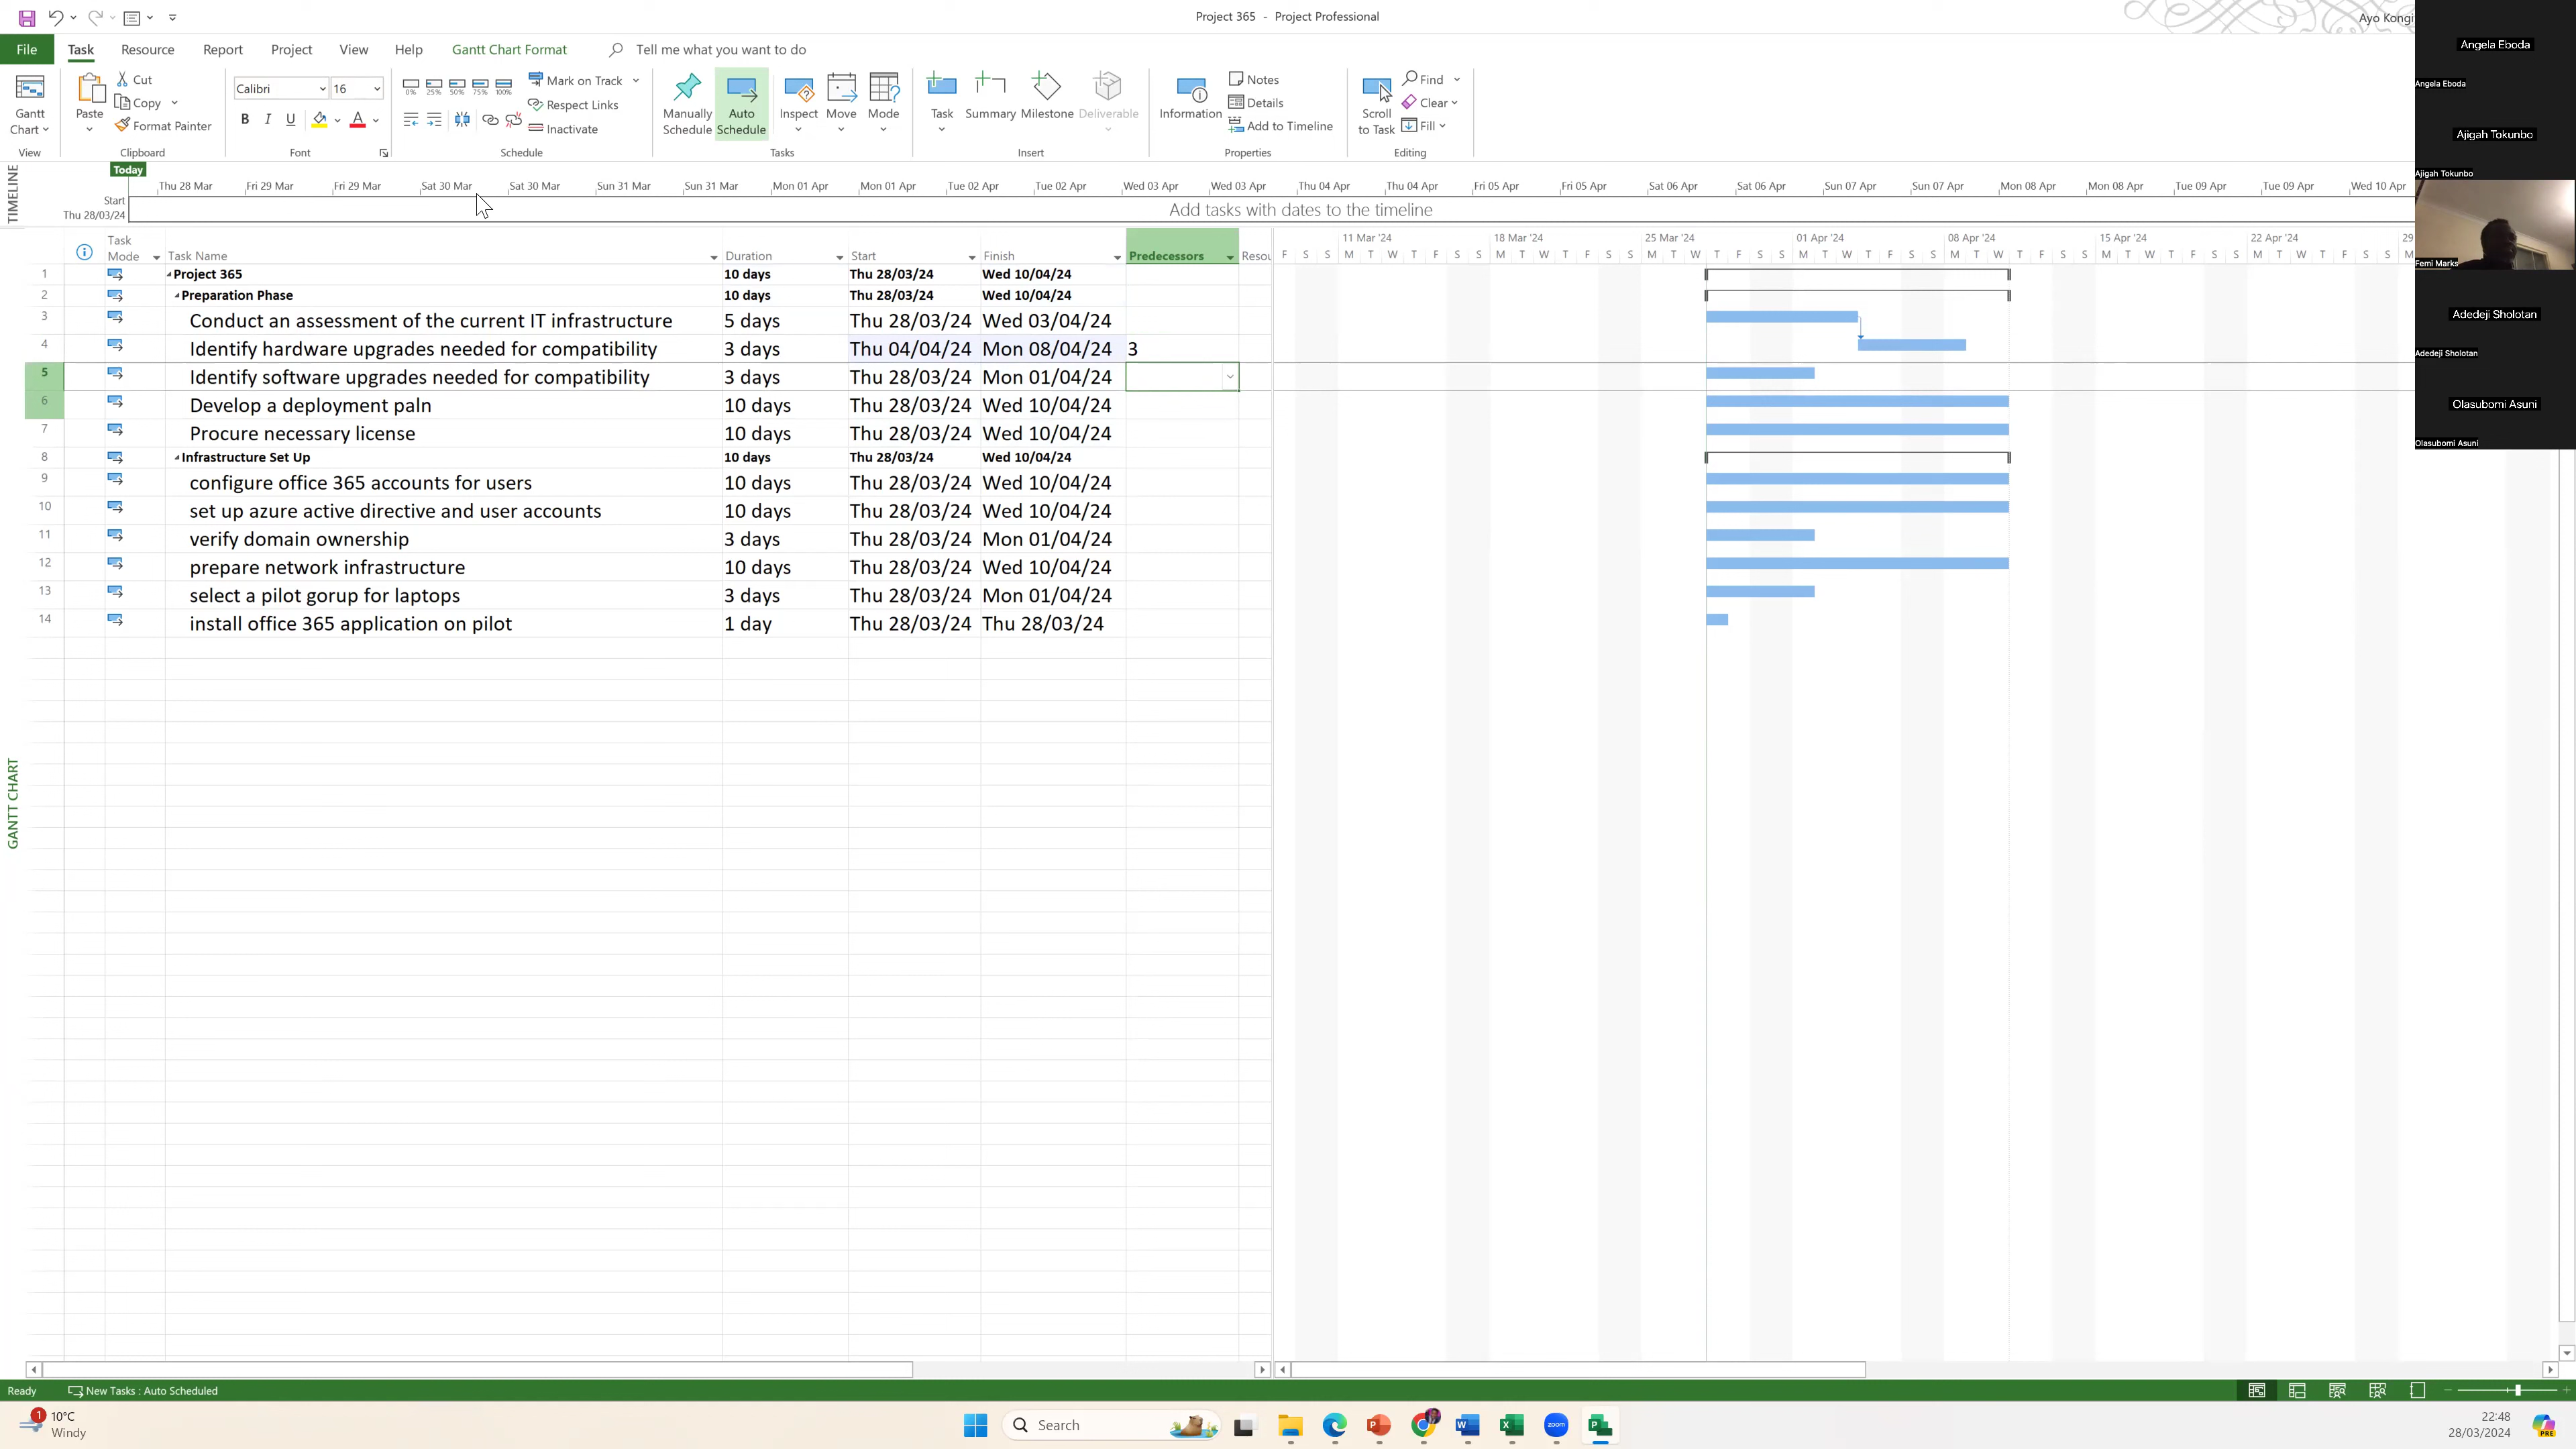 Project 365 - Project Professional
Ayo Kongi
File Task Resource Report Project View Help Gantt Chart Format Tell me what you want to do
Gantt Chart
View
Paste
Cut
Copy
Format Painter
Clipboard
Calibri 16
B I U A
Font
0% 25% 50% 75% 100%
Mark on Track
Respect Links
Inactivate
Schedule
Manually Schedule
Auto Schedule
Inspect
Move
Mode
Tasks
Task
Summary
Milestone
Deliverable
Insert
Information
Notes
Details
Add to Timeline
Properties
Scroll to Task
Find
Clear
Fill
Editing
TIMELINE
Today
Start
Thu 28/03/24
Thu 28 Mar Fri 29 Mar Fri 29 Mar Sat 30 Mar Sat 30 Mar Sun 31 Mar Sun 31 Mar Mon 01 Apr Mon 01 Apr Tue 02 Apr Tue 02 Apr Wed 03 Apr Wed 03 Apr Thu 04 Apr Thu 04 Apr Fri 05 Apr Fri 05 Apr Sat 06 Apr Sat 06 Apr Sun 07 Apr Sun 07 Apr Mon 08 Apr Mon 08 Apr Tue 09 Apr Tue 09 Apr Wed 10 Apr
Add tasks with dates to the timeline
Task Mode Task Name Duration Start Finish Predecessors Resou
11 Mar '24 18 Mar '24 25 Mar '24 01 Apr '24 08 Apr '24 15 Apr '24 22 Apr '24 29
F S S M T W T F S S M T W T F S S M T W T F S S M T W T F S S M T W T F S S M T W T F S S M T W T F S S M
1 Project 365 10 days Thu 28/03/24 Wed 10/04/24
2 Preparation Phase 10 days Thu 28/03/24 Wed 10/04/24
3 Conduct an assessment of the current IT infrastructure 5 days Thu 28/03/24 Wed 03/04/24
4 Identify hardware upgrades needed for compatibility 3 days Thu 04/04/24 Mon 08/04/24 3
5 Identify software upgrades needed for compatibility 3 days Thu 28/03/24 Mon 01/04/24
6 Develop a deployment paln 10 days Thu 28/03/24 Wed 10/04/24
7 Procure necessary license 10 days Thu 28/03/24 Wed 10/04/24
8 Infrastructure Set Up 10 days Thu 28/03/24 Wed 10/04/24
9 configure office 365 accounts for users 10 days Thu 28/03/24 Wed 10/04/24
10 set up azure active directive and user accounts 10 days Thu 28/03/24 Wed 10/04/24
11 verify domain ownership 3 days Thu 28/03/24 Mon 01/04/24
12 prepare network infrastructure 10 days Thu 28/03/24 Wed 10/04/24
13 select a pilot gorup for laptops 3 days Thu 28/03/24 Mon 01/04/24
14 install office 365 application on pilot 1 day Thu 28/03/24 Thu 28/03/24
GANTT CHART
Angela Eboda
Angela Eboda
Ajigah Tokunbo
Ajigah Tokunbo
Femi Marks
Adedeji Sholotan
Adedeji Sholotan
Olasubomi Asuni
Olasubomi Asuni
Ready New Tasks : Auto Scheduled
1
10°C
Windy
Search
zoom
22:48
28/03/2024
PRE